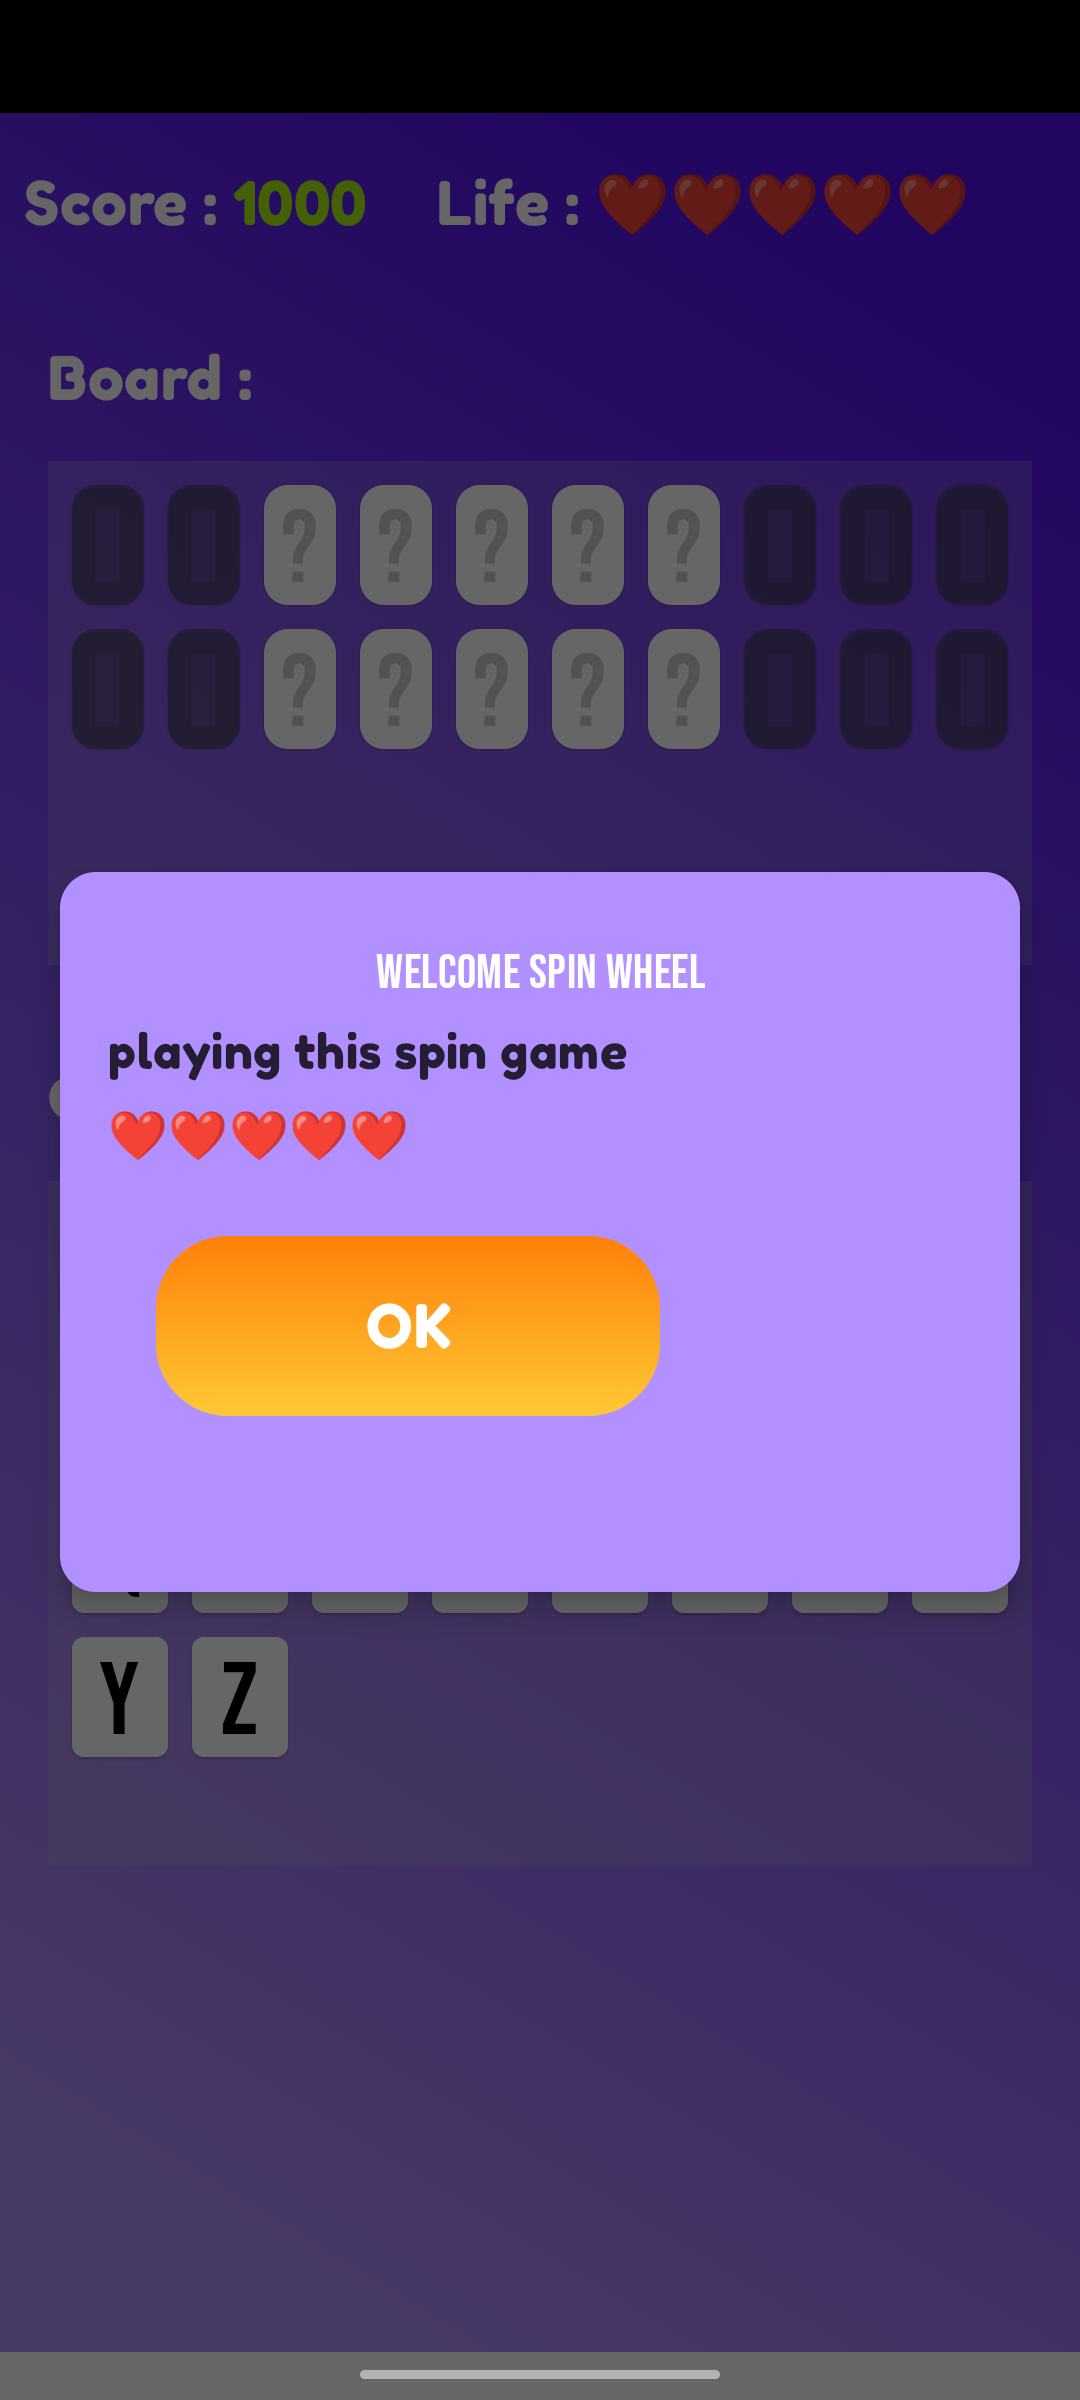 Score : 1000 Life : ❤️❤️❤️❤️❤️
Board :
? ? ? ? ?
? ? ? ? ?
WELCOME SPIN WHEEL
playing this spin game
❤️❤️❤️❤️❤️
OK
Y Z